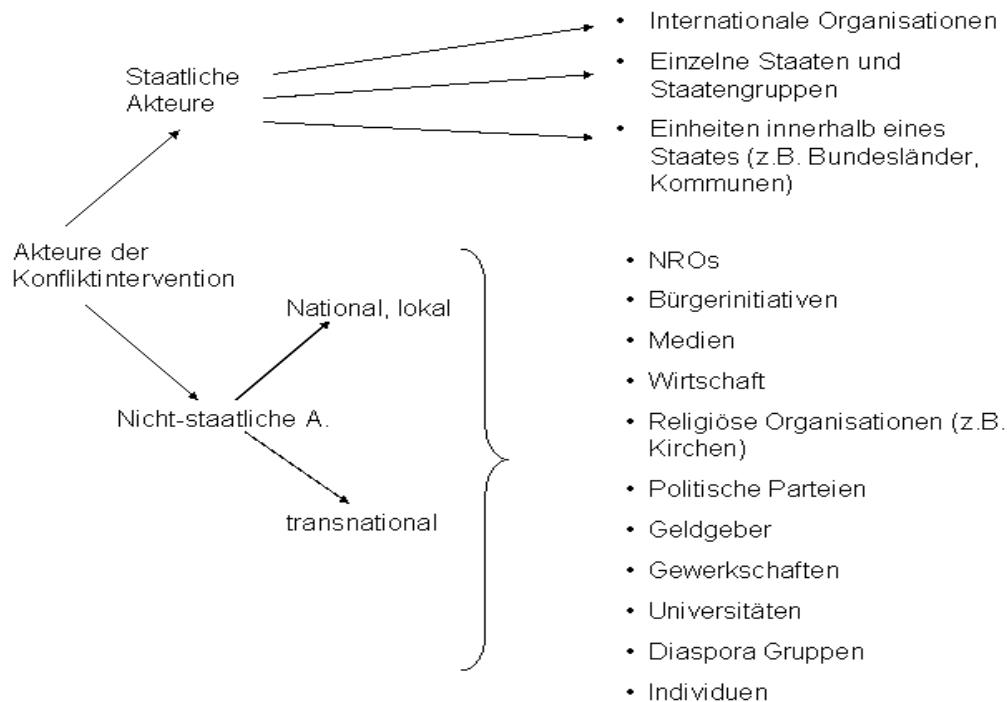 Staatliche
Akteure
• Internationale Organisationen
• Einzelne Staaten und
Staatengruppen
• Einheiten innerhalb eines
Staates (z.B. Bundesländer,
Kommunen)
Akteure der
Konfliktintervention
National, lokal
Nicht-staatliche A.
transnational
• NROs
• Bürgerinitiativen
• Medien
• Wirtschaft
• Religiöse Organisationen (z.B.
Kirchen)
• Politische Parteien
• Geldgeber
• Gewerkschaften
• Universitäten
• Diaspora Gruppen
• Individuen